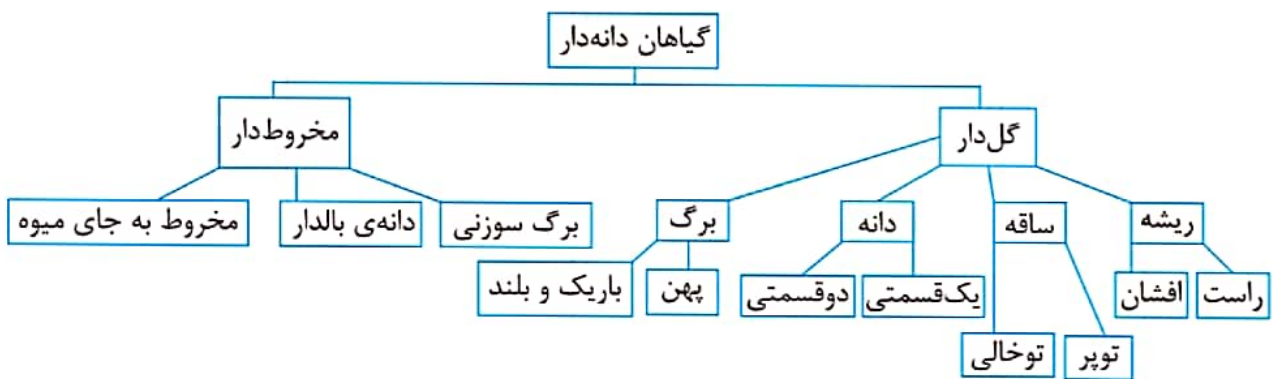 گیاهان دانه‌دار
گل‌دار
مخروط‌دار
ریشه
ساقه
دانه
برگ
برگ سوزنی
دانه‌ی بالدار
مخروط به جای میوه
راست
افشان
یک‌قسمتی
دوقسمتی
پهن
باریک و بلند
توپر
توخالی